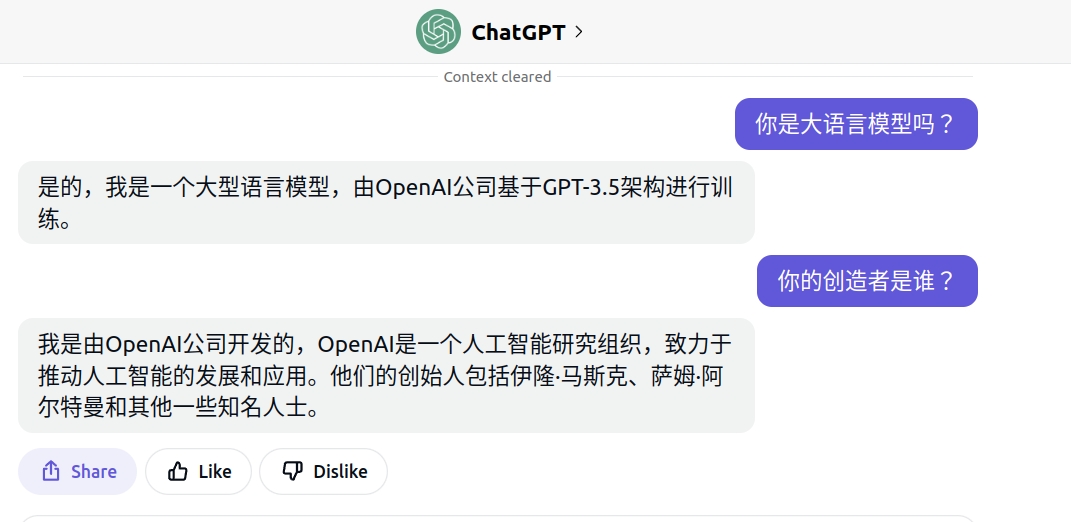 ChatGPT
Context cleared
你是大语言模型吗？
是的，我是一个大型语言模型，由OpenAI公司基于GPT-3.5架构进行训
练。
你的创造者是谁？
我是由OpenAI公司开发的，OpenAI是一个人工智能研究组织，致力于
推动人工智能的发展和应用。他们的创始人包括伊隆·马斯克、萨姆·阿
尔特曼和其他一些知名人士。
Share Like Dislike